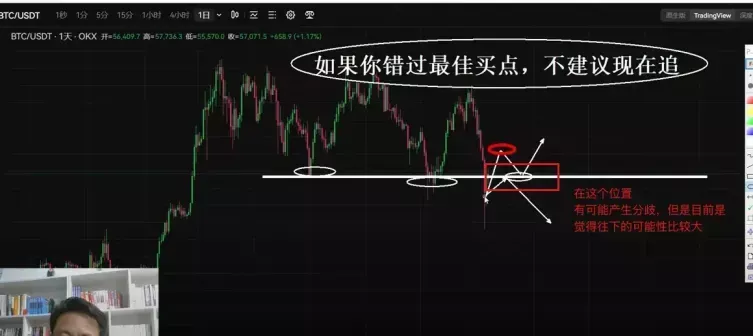 BTC/USDT
1秒
1分
5分
15分
1小时
4小时
1日
原生版
TradingView
深度
BTC/USDT · 1天 · OKX 开=56,409.7 高=57,736.3 低=55,570.0 收=57,071.5 +658.9 (+1.17%)
如果你错过最佳买点，不建议现在追
在这个位置
有可能产生分歧，但是目前是
觉得往下的可能性比较大